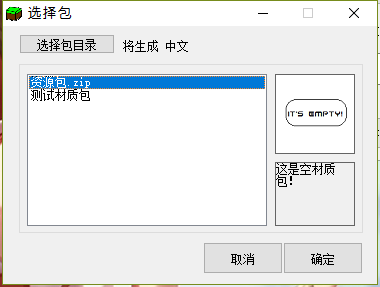 选择包
选择包目录 将生成 中文
资源包.zip
测试材质包
IT'S EMPTY!
这是空材质
包!
取消 确定